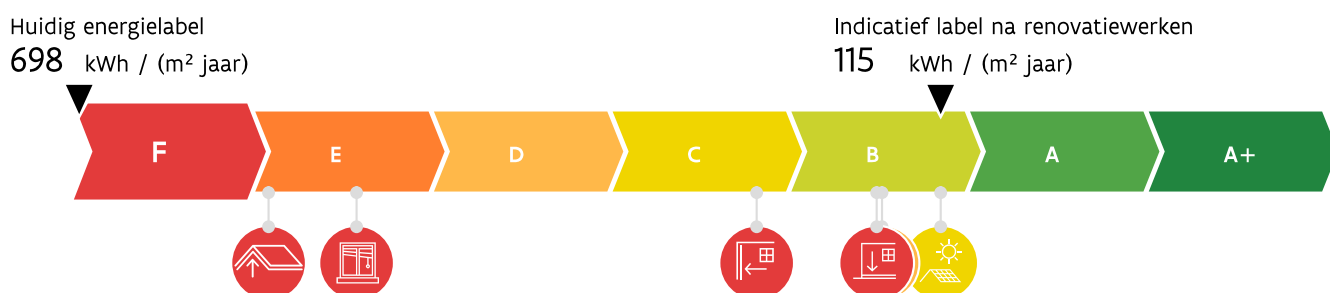 Huidig energielabel
698 kWh / (m² jaar)
Indicatief label na renovatiewerken
115 kWh / (m² jaar)
F E D C B A A+